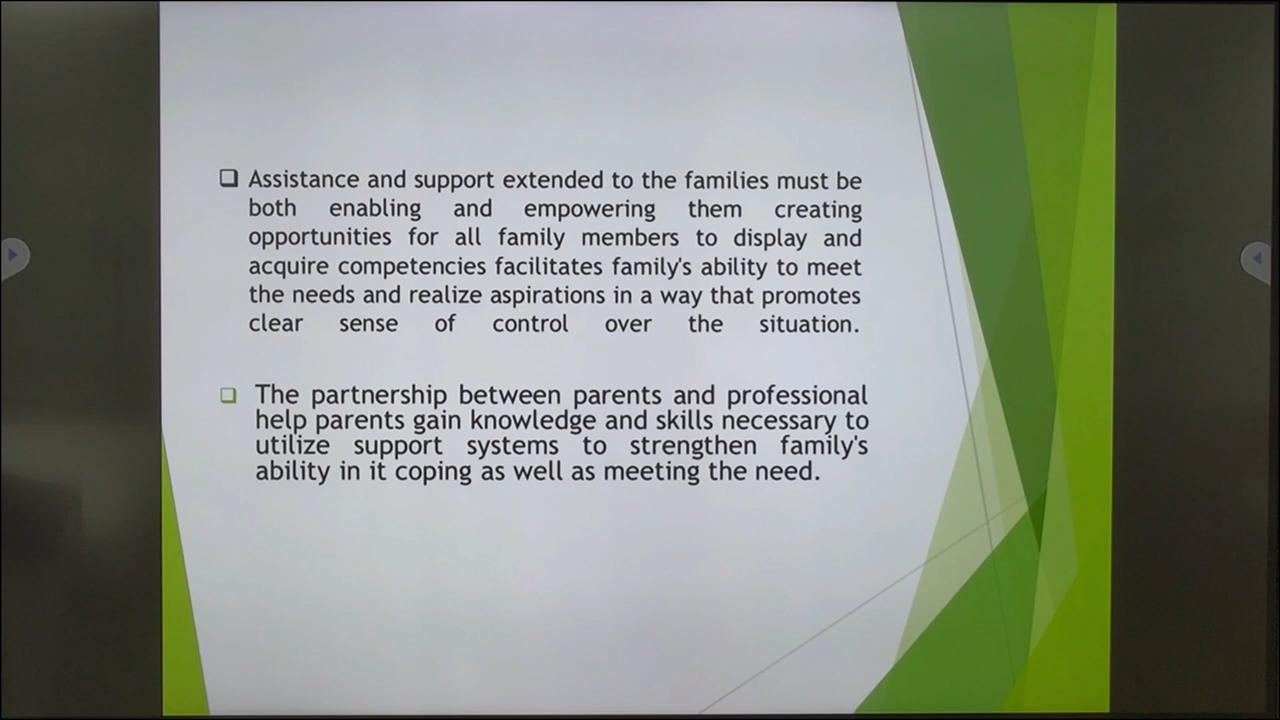 Assistance and support extended to the families must be
both enabling and empowering them creating
opportunities for all family members to display and
acquire competencies facilitates family's ability to meet
the needs and realize aspirations in a way that promotes
clear sense of control over the situation.
The partnership between parents and professional
help parents gain knowledge and skills necessary to
utilize support systems to strengthen family's
ability in it coping as well as meeting the need.